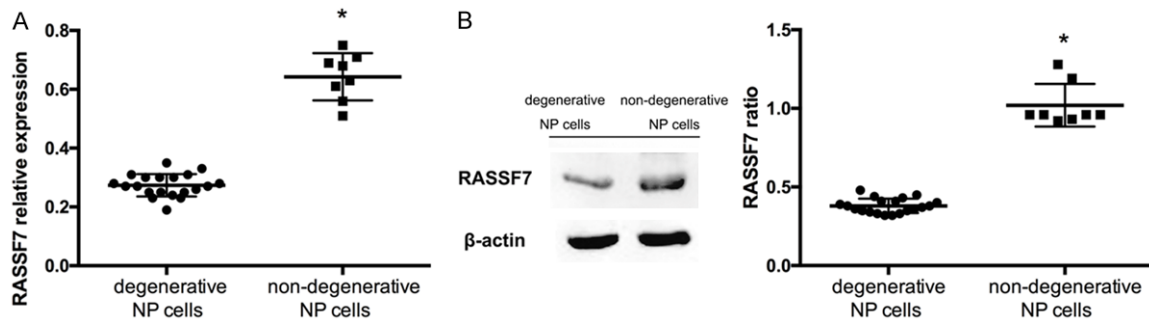 A
RASSF7 relative expression
0.8
0.6
0.4
0.2
0.0
*
degenerative
NP cells
non-degenerative
NP cells
B
degenerative
NP cells
non-degenerative
NP cells
RASSF7
β-actin
RASSF7 ratio
1.5
1.0
0.5
0.0
*
degenerative
NP cells
non-degenerative
NP cells